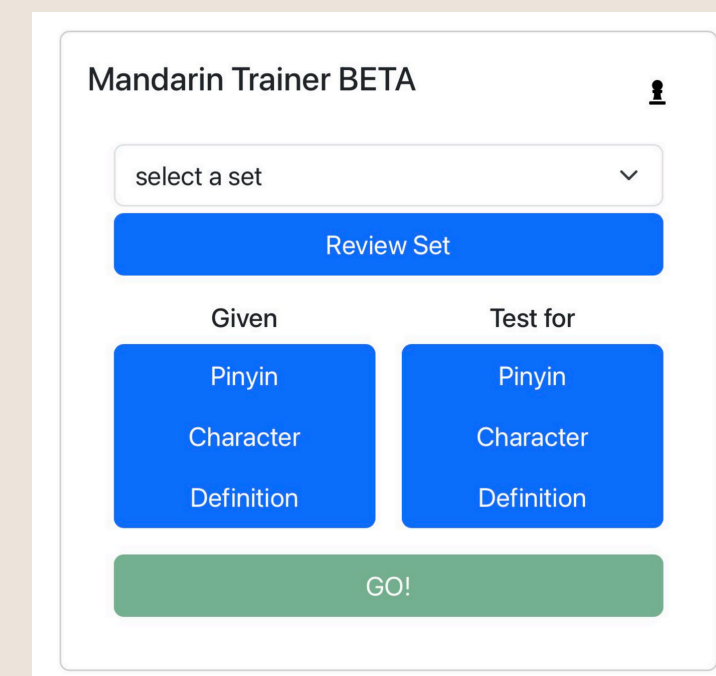 Mandarin Trainer BETA
select a set
Review Set
Given
Test for
Pinyin
Pinyin
Character
Character
Definition
Definition
GO!